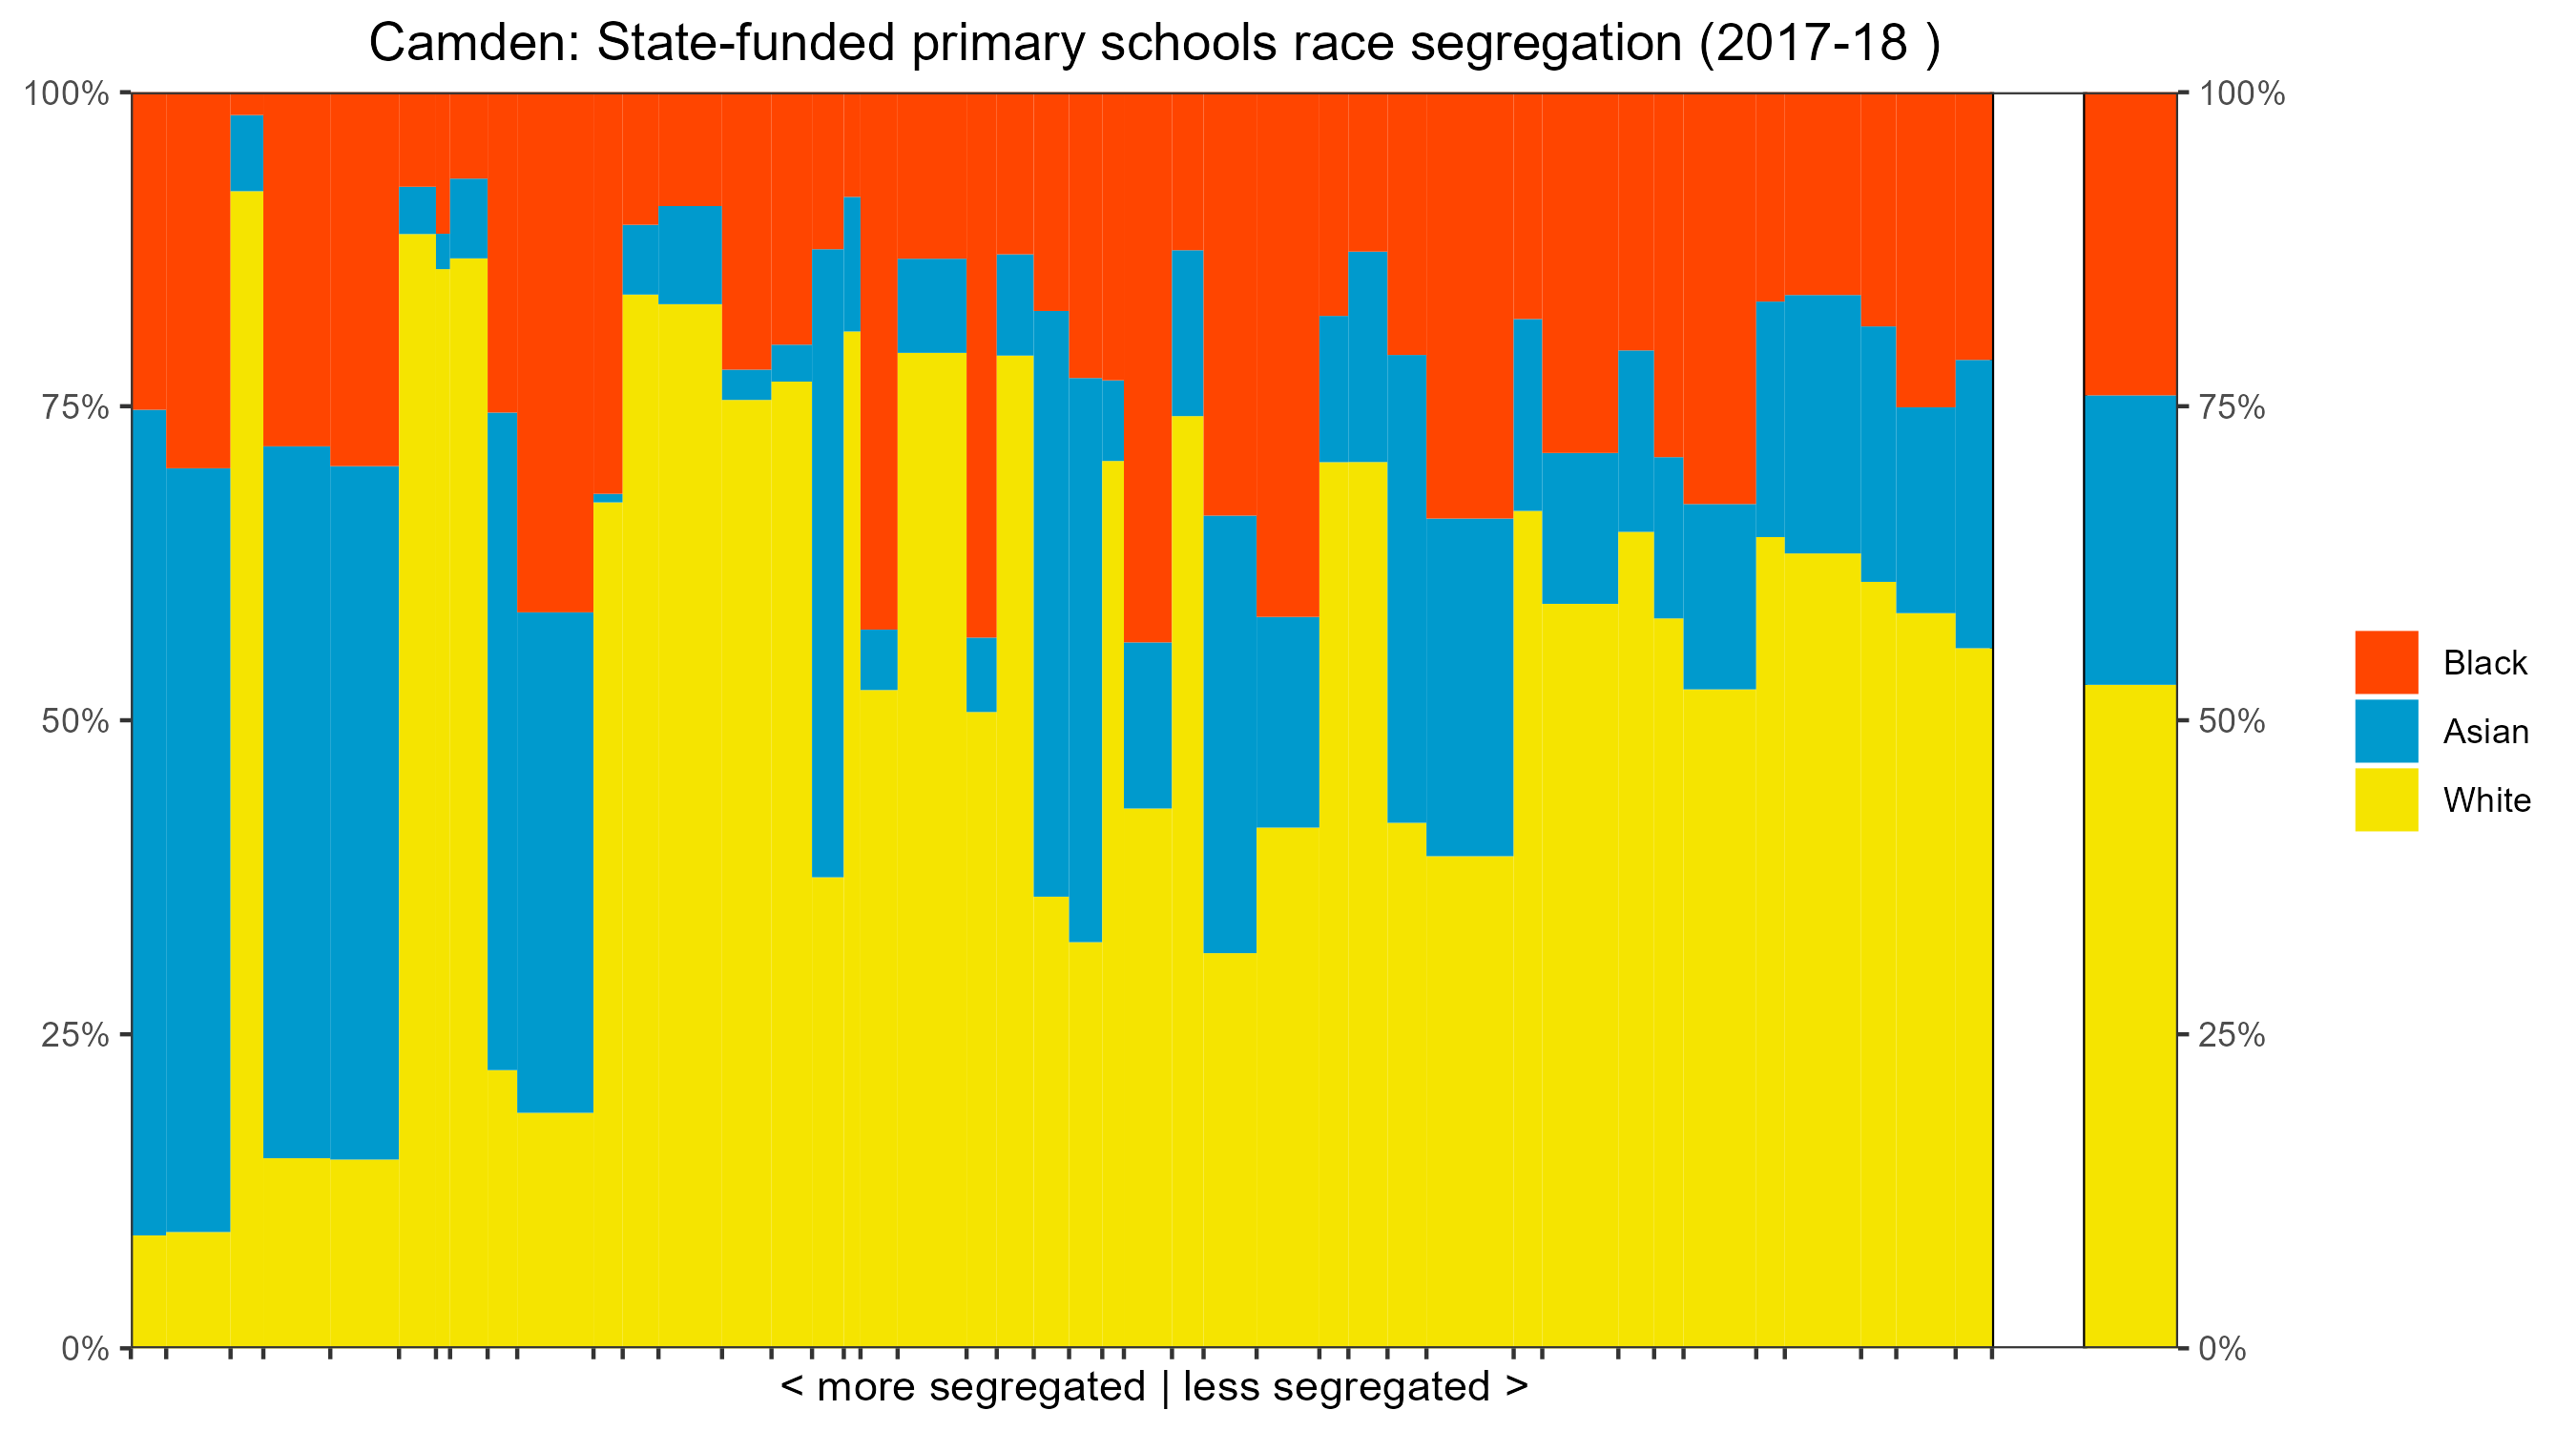 Camden: State-funded primary schools race segregation (2017-18 )
100%
75%
50%
25%
0%
100%
75%
50%
25%
0%
Black
Asian
White
< more segregated | less segregated >